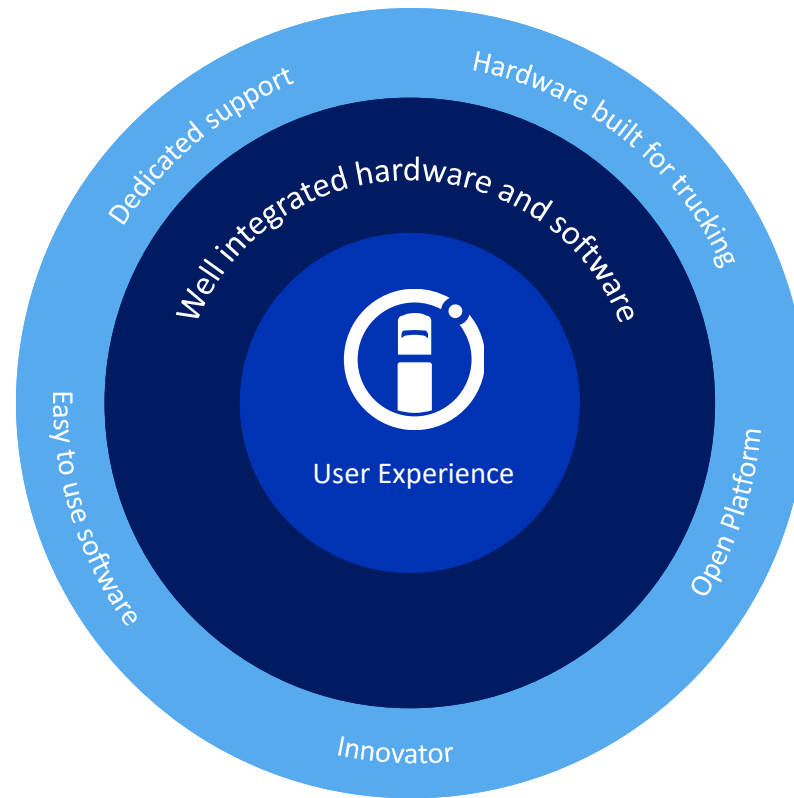 Dedicated support
Hardware built for trucking
Well integrated hardware and software
User Experience
Easy to use software
Open Platform
Innovator